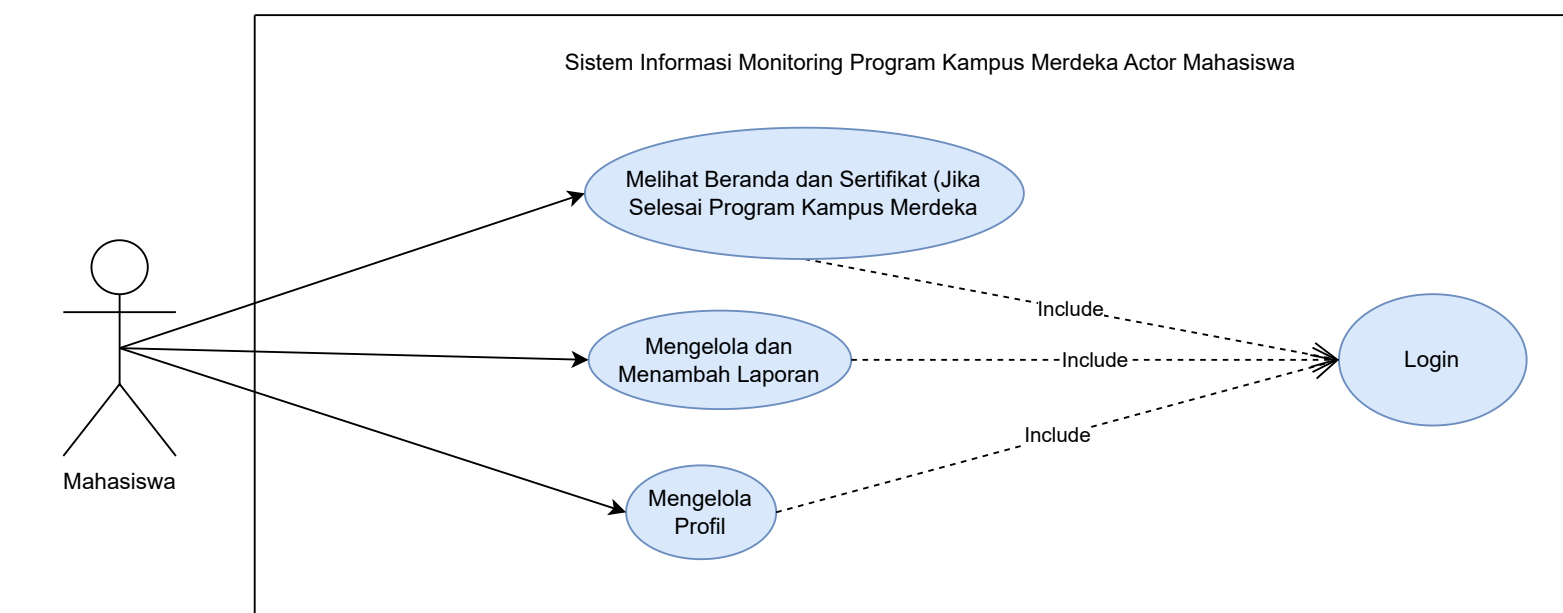 Sistem Informasi Monitoring Program Kampus Merdeka Actor Mahasiswa
Melihat Beranda dan Sertifikat (Jika
Selesai Program Kampus Merdeka
Include
Mengelola dan
Menambah Laporan
Include
Login
Include
Mahasiswa
Mengelola
Profil